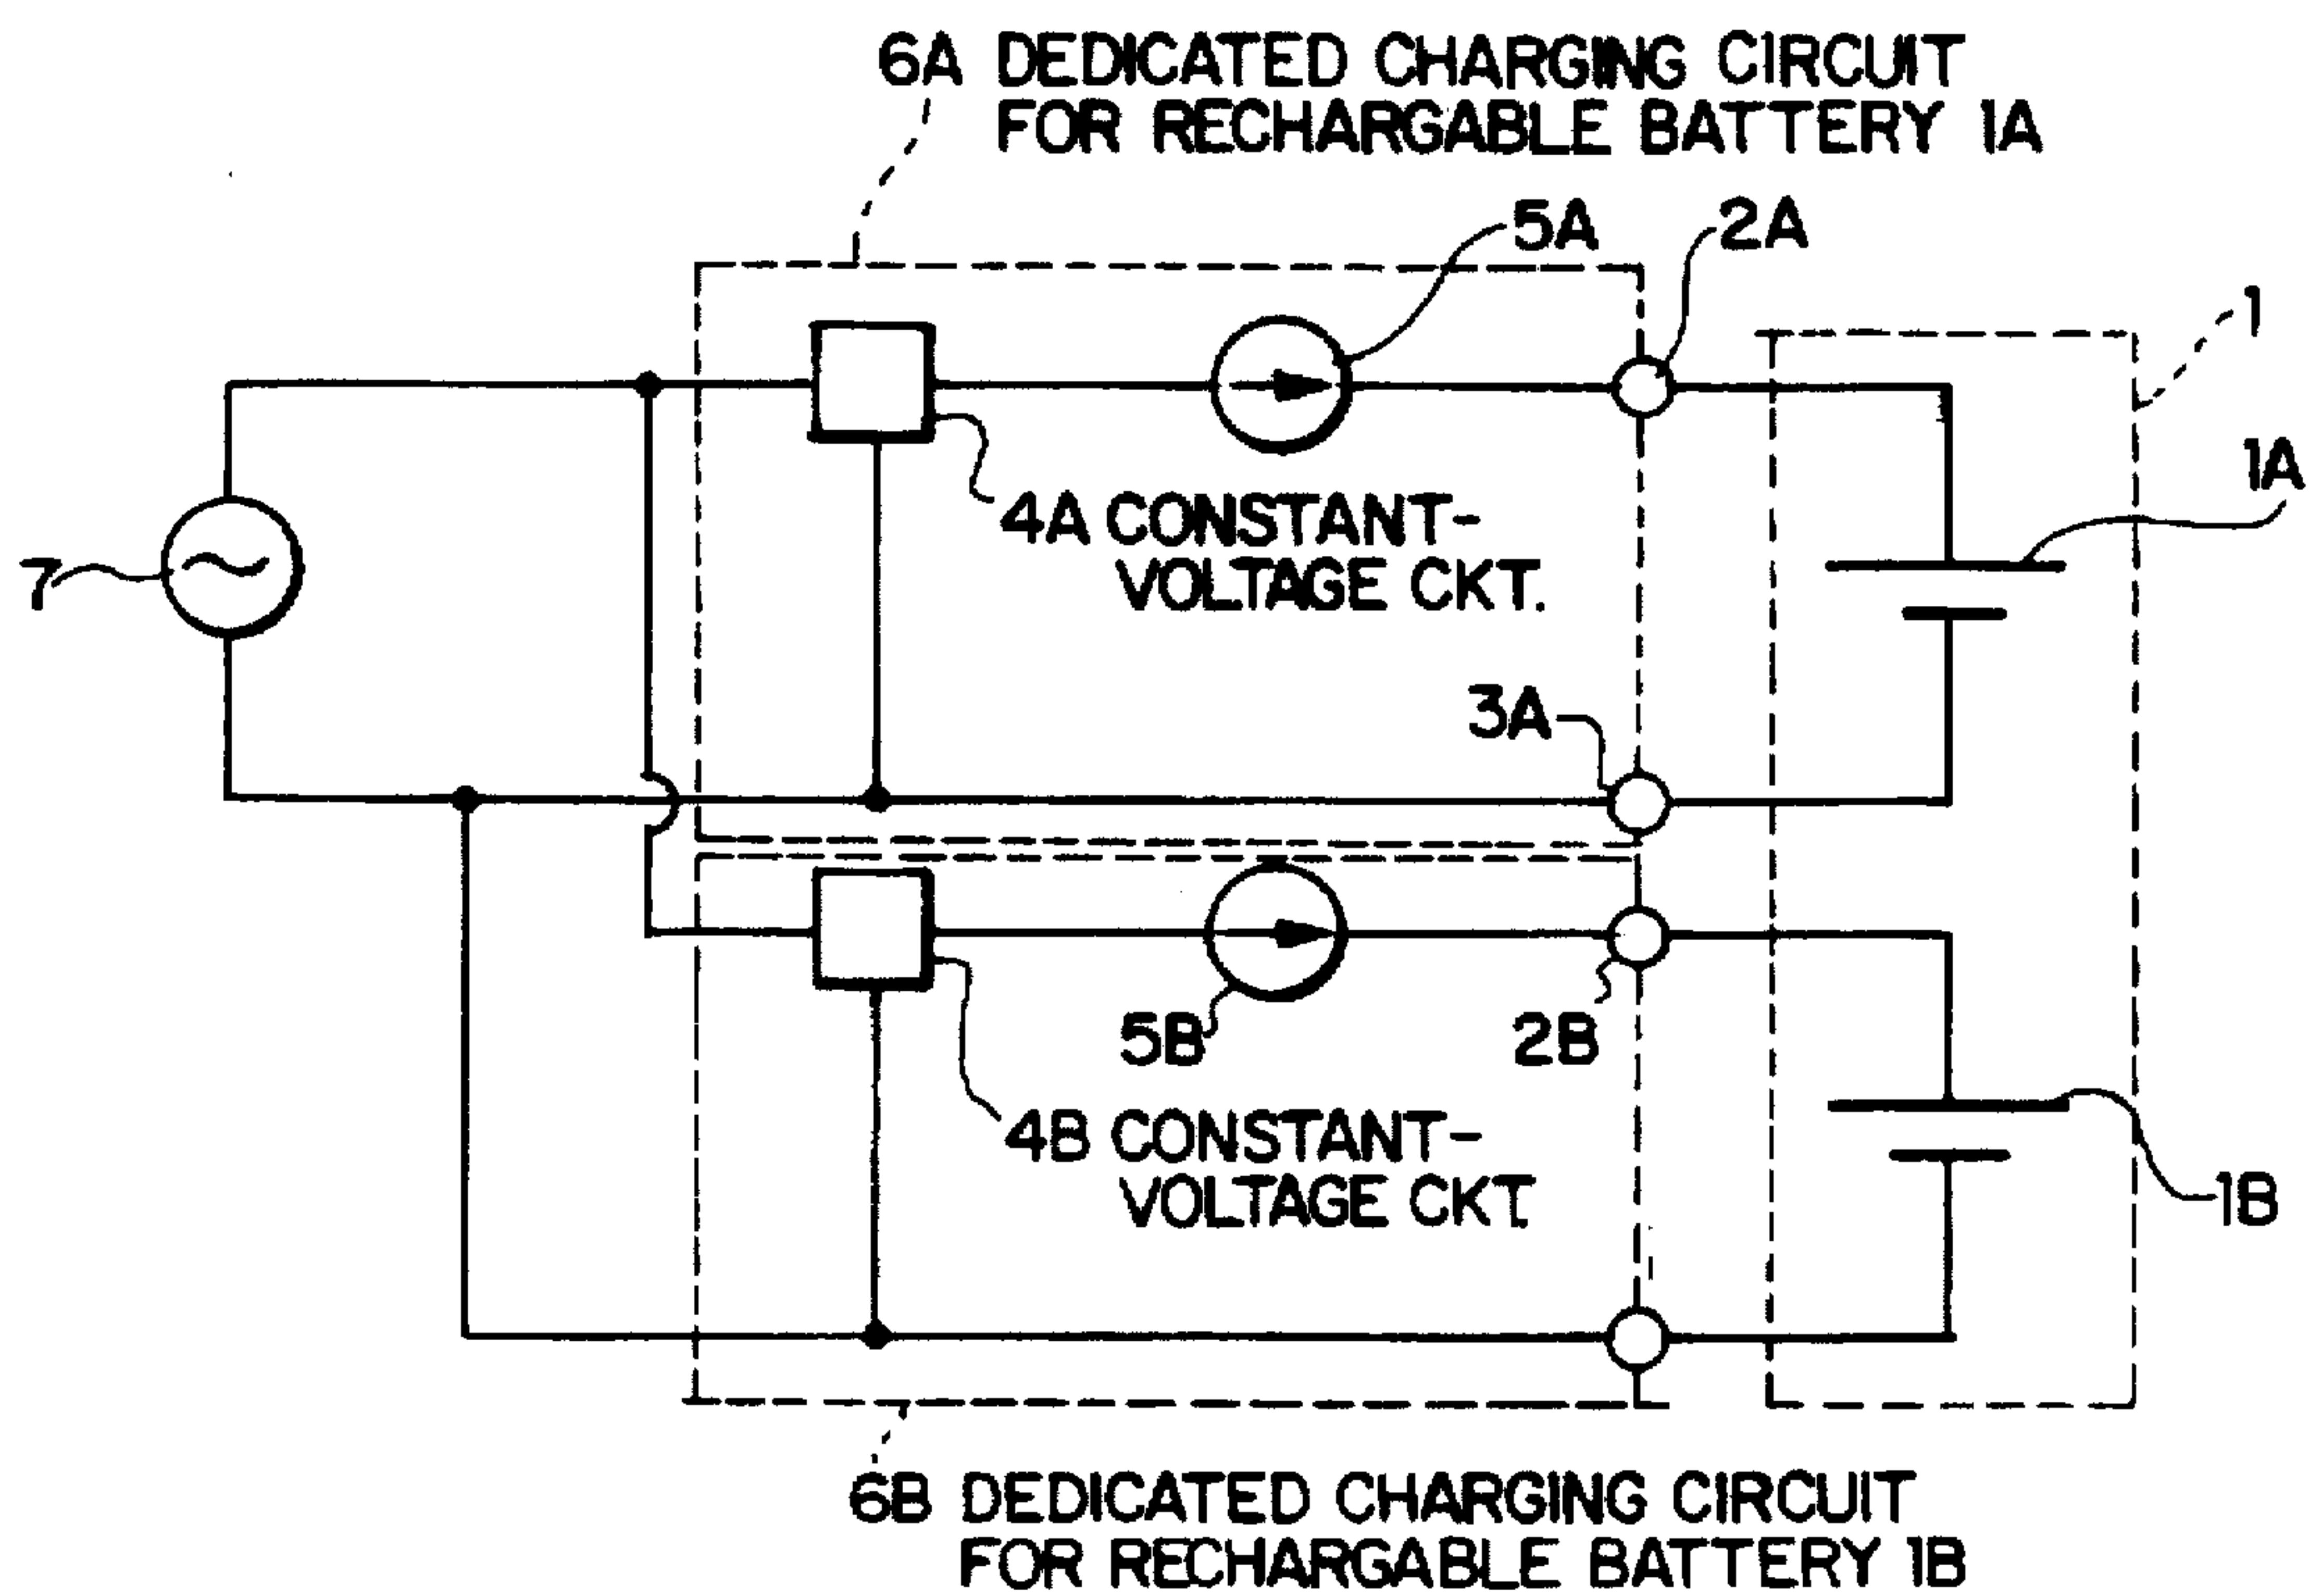 6A DEDICATED CHARGING CIRCUIT
FOR RECHARGABLE BATTERY 1A
5A
2A
1
1A
4A CONSTANT-
VOLTAGE CKT.
7
3A
5B
2B
4B CONSTANT-
VOLTAGE CKT.
1B
6B DEDICATED CHARGING CIRCUIT
FOR RECHARGABLE BATTERY 1B